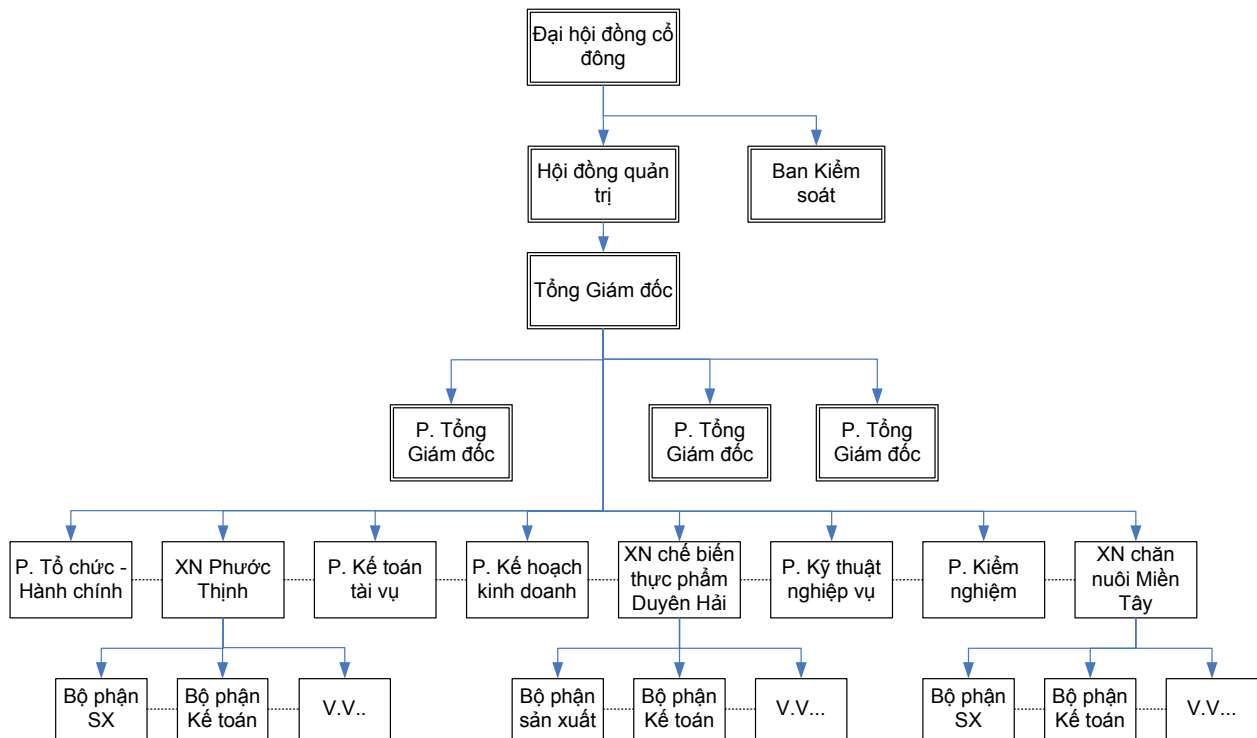 Đại hội đồng cổ
đông
Hội đồng quản
trị
Ban Kiểm
soát
Tổng Giám đốc
P. Tổng
Giám đốc
P. Tổng
Giám đốc
P. Tổng
Giám đốc
P. Tổ chức -
Hành chính
XN Phước
Thịnh
P. Kế toán
tài vụ
P. Kế hoạch
kinh doanh
XN chế biến
thực phẩm
Duyên Hải
P. Kỹ thuật
nghiệp vụ
P. Kiểm
nghiệm
XN chăn
nuôi Miền
Tây
Bộ phận
SX
Bộ phận
Kế toán
V.V..
Bộ phận
sản xuất
Bộ phận
Kế toán
V.V...
Bộ phận
SX
Bộ phận
Kế toán
V.V...